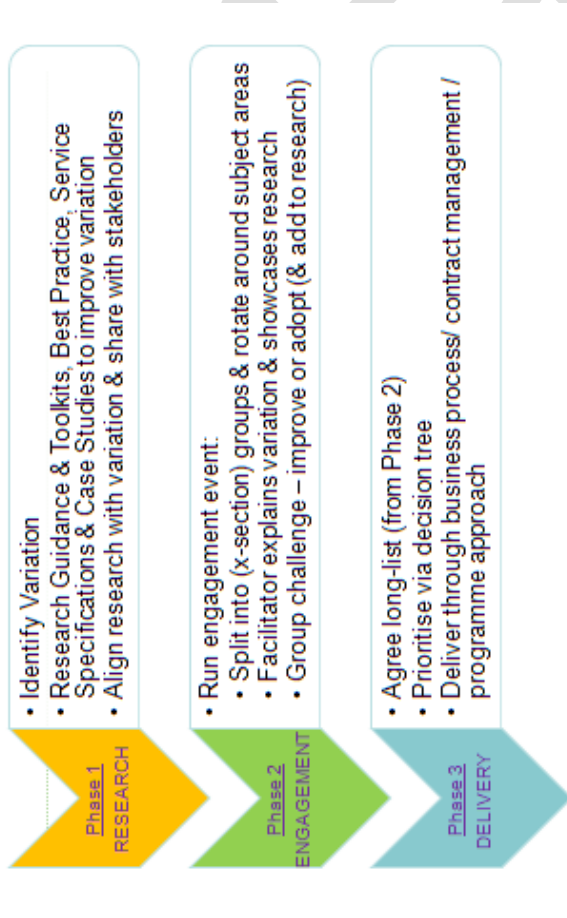 Phase 1
RESEARCH
• Identify Variation
• Research Guidance & Toolkits, Best Practice, Service
Specifications & Case Studies to improve variation
• Align research with variation & share with stakeholders
Phase 2
ENGAGEMENT
• Run engagement event:
• Split into (x-section) groups & rotate around subject areas
• Facilitator explains variation & showcases research
• Group challenge – improve or adopt (& add to research)
Phase 3
DELIVERY
• Agree long-list (from Phase 2)
• Prioritise via decision tree
• Deliver through business process/ contract management /
programme approach